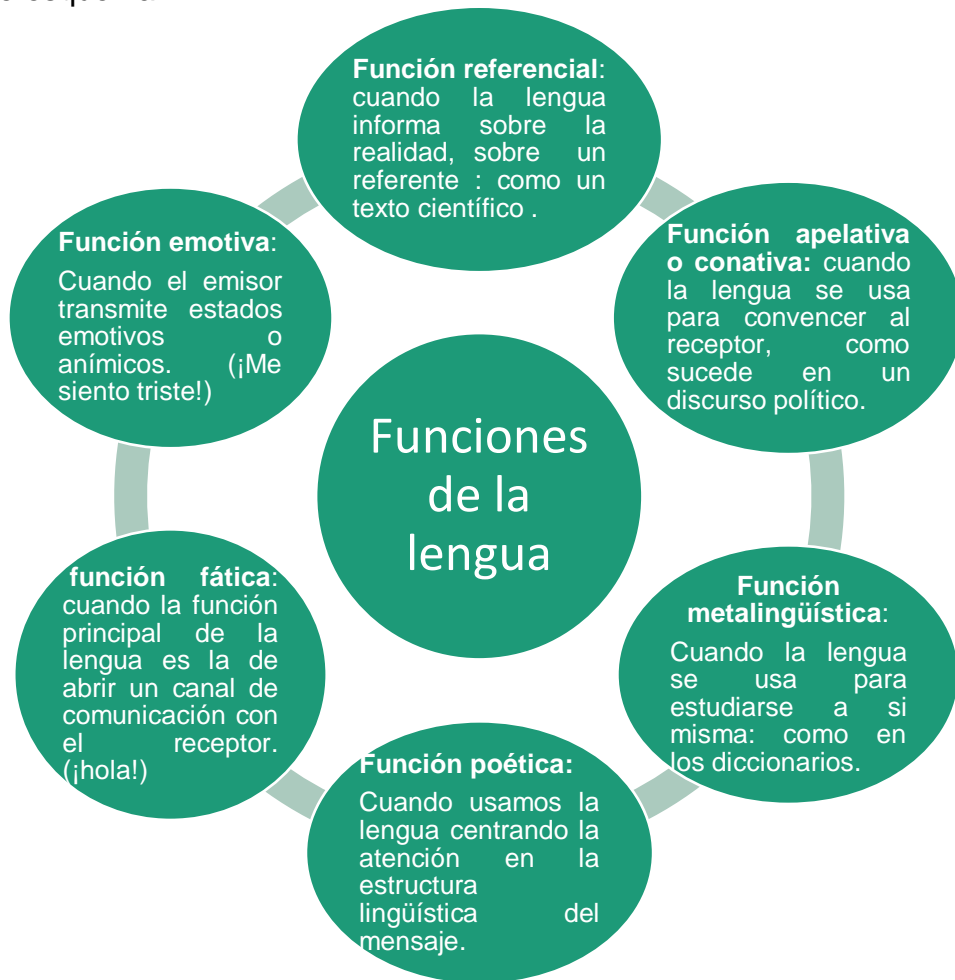 Función referencial:
cuando la lengua
informa sobre la
realidad, sobre un
referente : como un
texto científico .
Función apelativa
o conativa: cuando
la lengua se usa
para convencer al
receptor, como
sucede en un
discurso político.
Función
metalingüística:
Cuando la lengua
se usa para
estudiarse a si
misma: como en
los diccionarios.
Función poética:
Cuando usamos la
lengua centrando la
atención en la
estructura
lingüística del
mensaje.
función fática:
cuando la función
principal de la
lengua es la de
abrir un canal de
comunicación con
el receptor.
(¡hola!)
Función emotiva:
Cuando el emisor
transmite estados
emotivos o
anímicos. (¡Me
siento triste!)
Funciones
de la
lengua